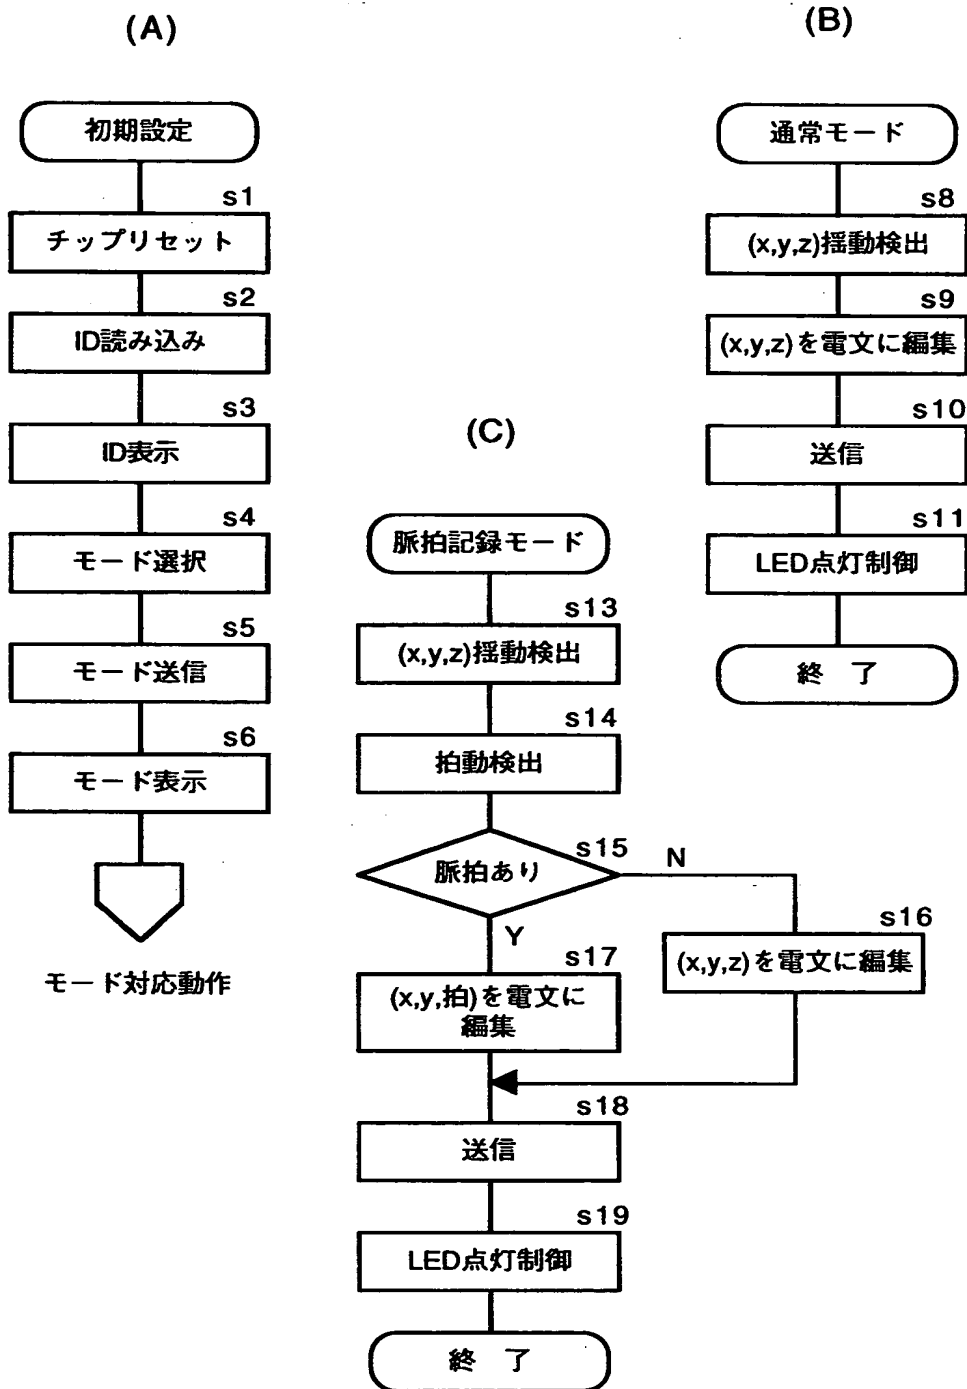 (A)
初期設定
s1
チップリセット
s2
ID読み込み
s3
ID表示
s4
モード選択
s5
モード送信
s6
モード表示
モード対応動作
(B)
通常モード
s8
(x,y,z)揺動検出
s9
(x,y,z)を電文に編集
s10
送信
s11
LED点灯制御
終 了
(C)
脈拍記録モード
s13
(x,y,z)揺動検出
s14
拍動検出
s15
脈拍あり
N
Y
s16
(x,y,z)を電文に編集
s17
(x,y,拍)を電文に
編集
s18
送信
s19
LED点灯制御
終 了